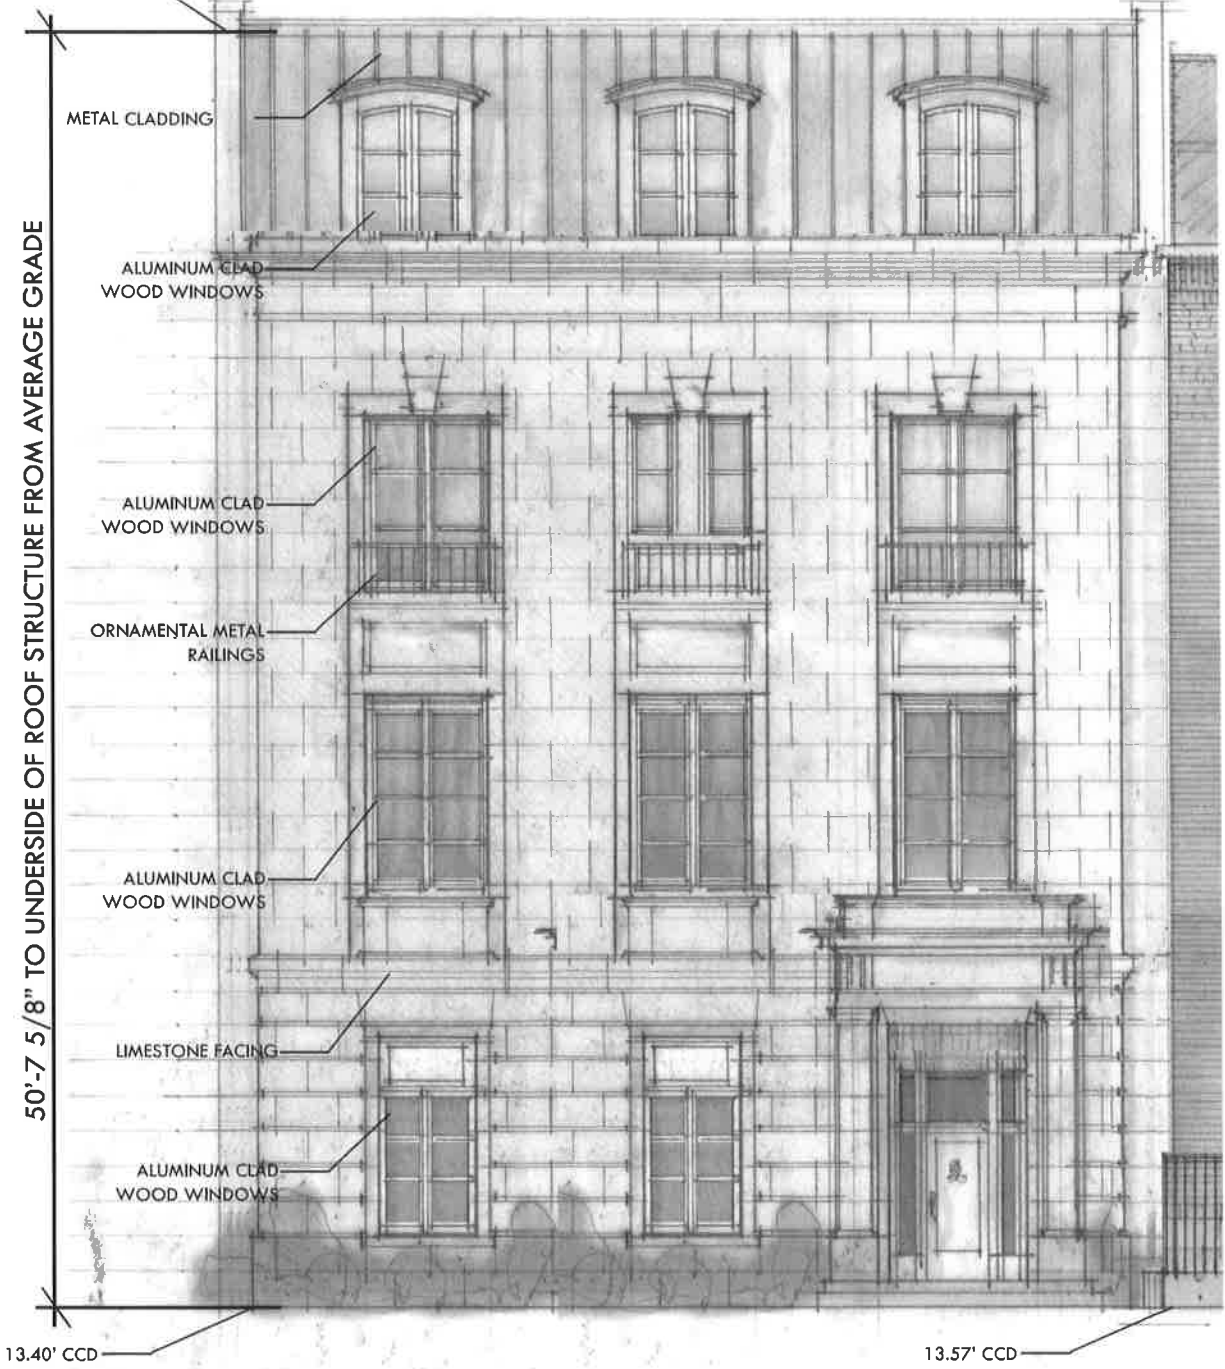 METAL CLADDING
50'-7 5/8" TO UNDERSIDE OF ROOF STRUCTURE FROM AVERAGE GRADE
ALUMINUM CLAD
WOOD WINDOWS
ALUMINUM CLAD
WOOD WINDOWS
ORNAMENTAL METAL
RAILINGS
ALUMINUM CLAD
WOOD WINDOWS
LIMESTONE FACING
ALUMINUM CLAD
WOOD WINDOWS
13.40' CCD
13.57' CCD